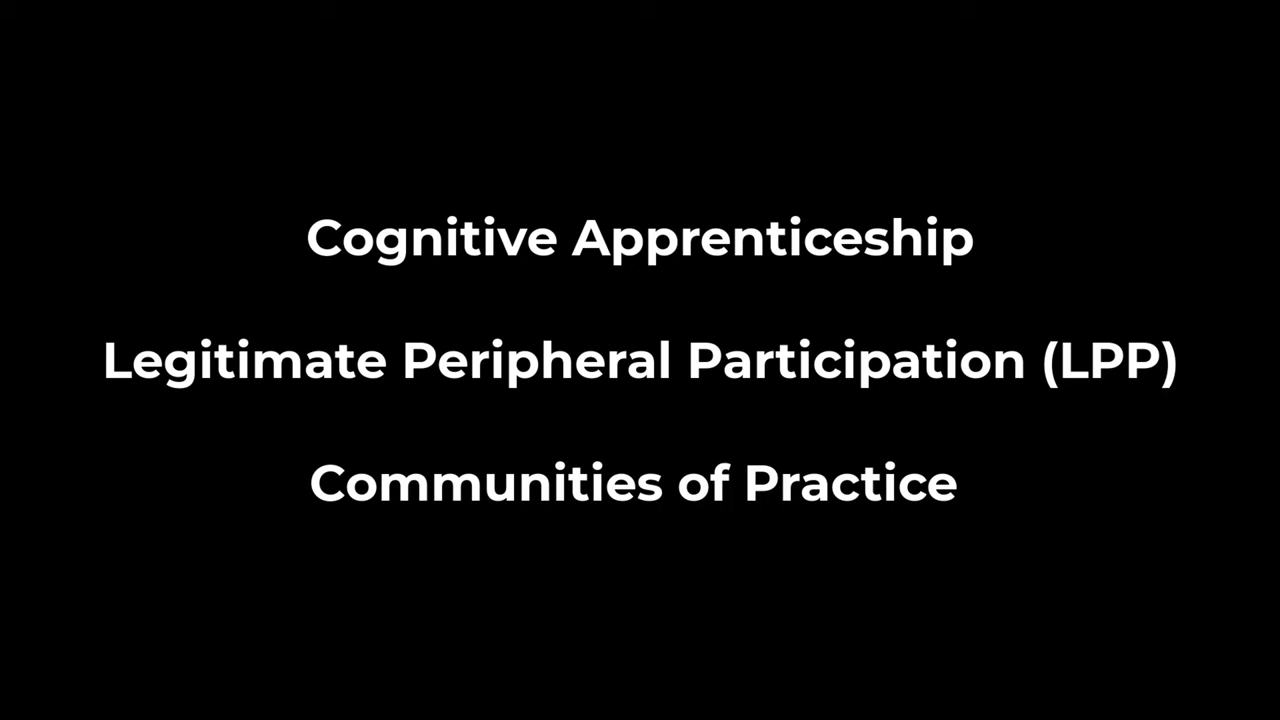 Cognitive Apprenticeship
Legitimate Peripheral Participation (LPP)
Communities of Practice